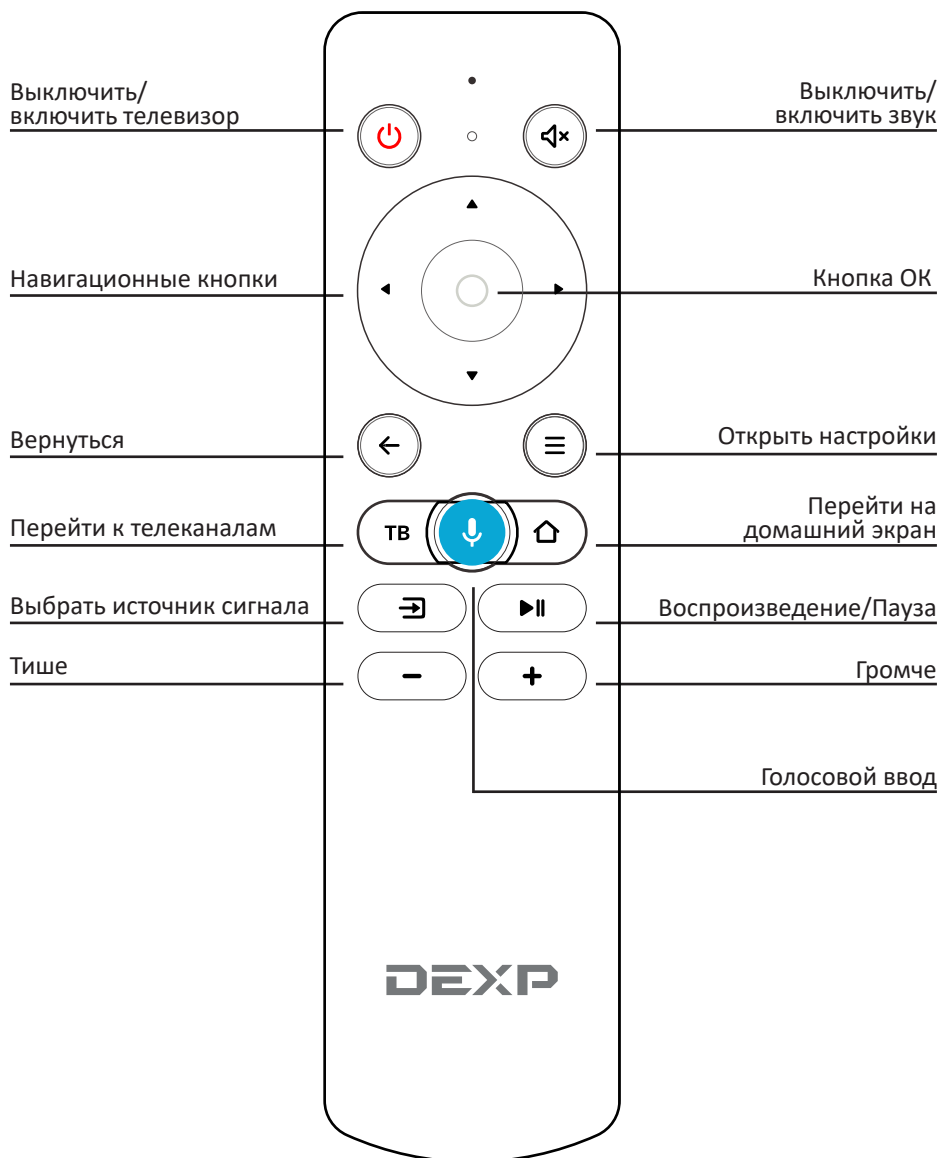 Выключить/
включить телевизор
Выключить/
включить звук
Навигационные кнопки
Кнопка ОК
Вернуться
Открыть настройки
Перейти к телеканалам
ТВ
Перейти на
домашний экран
Выбрать источник сигнала
Воспроизведение/Пауза
Тише
Громче
Голосовой ввод
DEXP